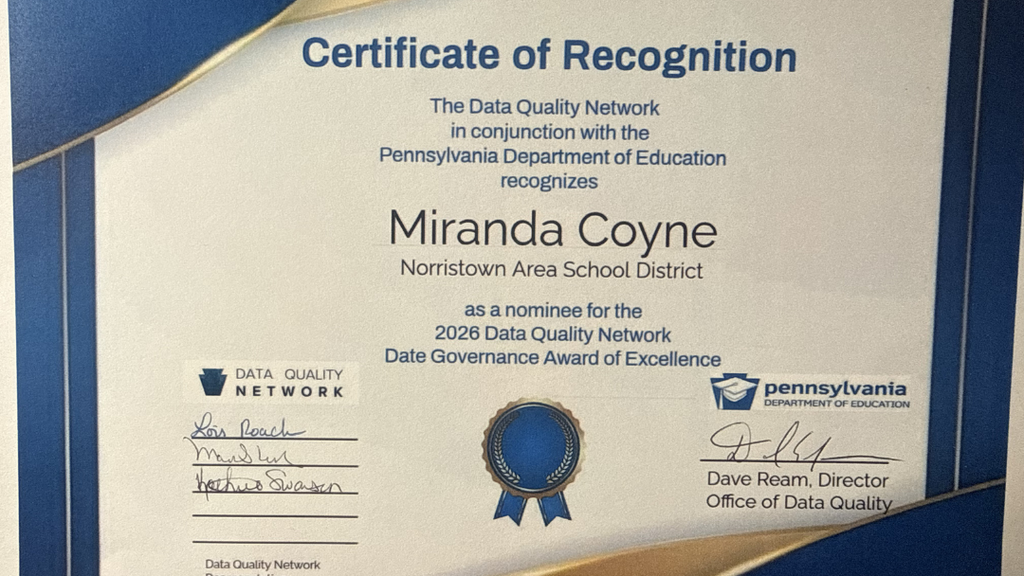 Certificate of Recognition
The Data Quality Network
in conjunction with the
Pennsylvania Department of Education
recognizes
Miranda Coyne
Norristown Area School District
as a nominee for the
2026 Data Quality Network
Date Governance Award of Excellence
DATA QUALITY
NETWORK
Lois Roach
Swanson
Data Quality Network
pennsylvania
DEPARTMENT OF EDUCATION
Dave Ream, Director
Office of Data Quality